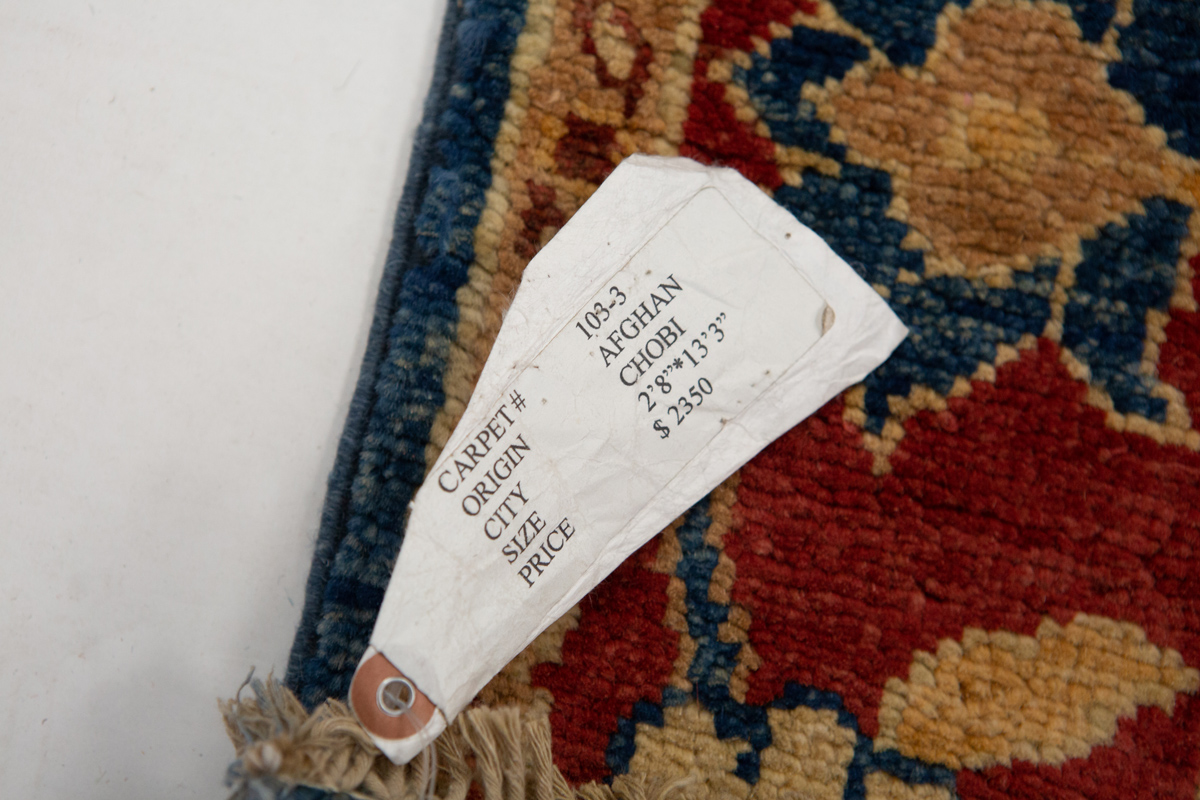 CARPET # 103-3
ORIGIN AFGHAN
CITY CHOBI
SIZE 2'8”*13'3”
PRICE $ 2350